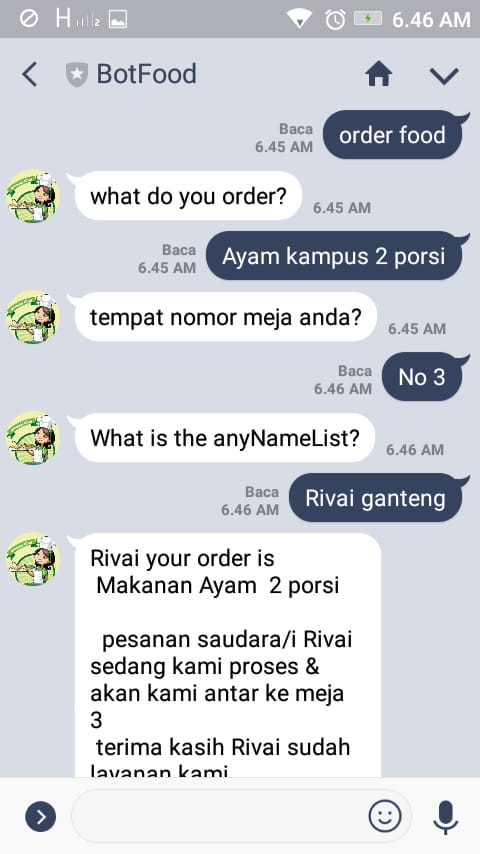 H 2 6.46 AM
BotFood
Baca
6.45 AM
order food
what do you order?
6.45 AM
Baca
6.45 AM
Ayam kampus 2 porsi
tempat nomor meja anda?
6.45 AM
Baca
6.46 AM
No 3
What is the anyNameList?
6.46 AM
Baca
6.46 AM
Rivai ganteng
Rivai your order is
Makanan Ayam 2 porsi
pesanan saudara/i Rivai
sedang kami proses &
akan kami antar ke meja
3
terima kasih Rivai sudah
layanan kami